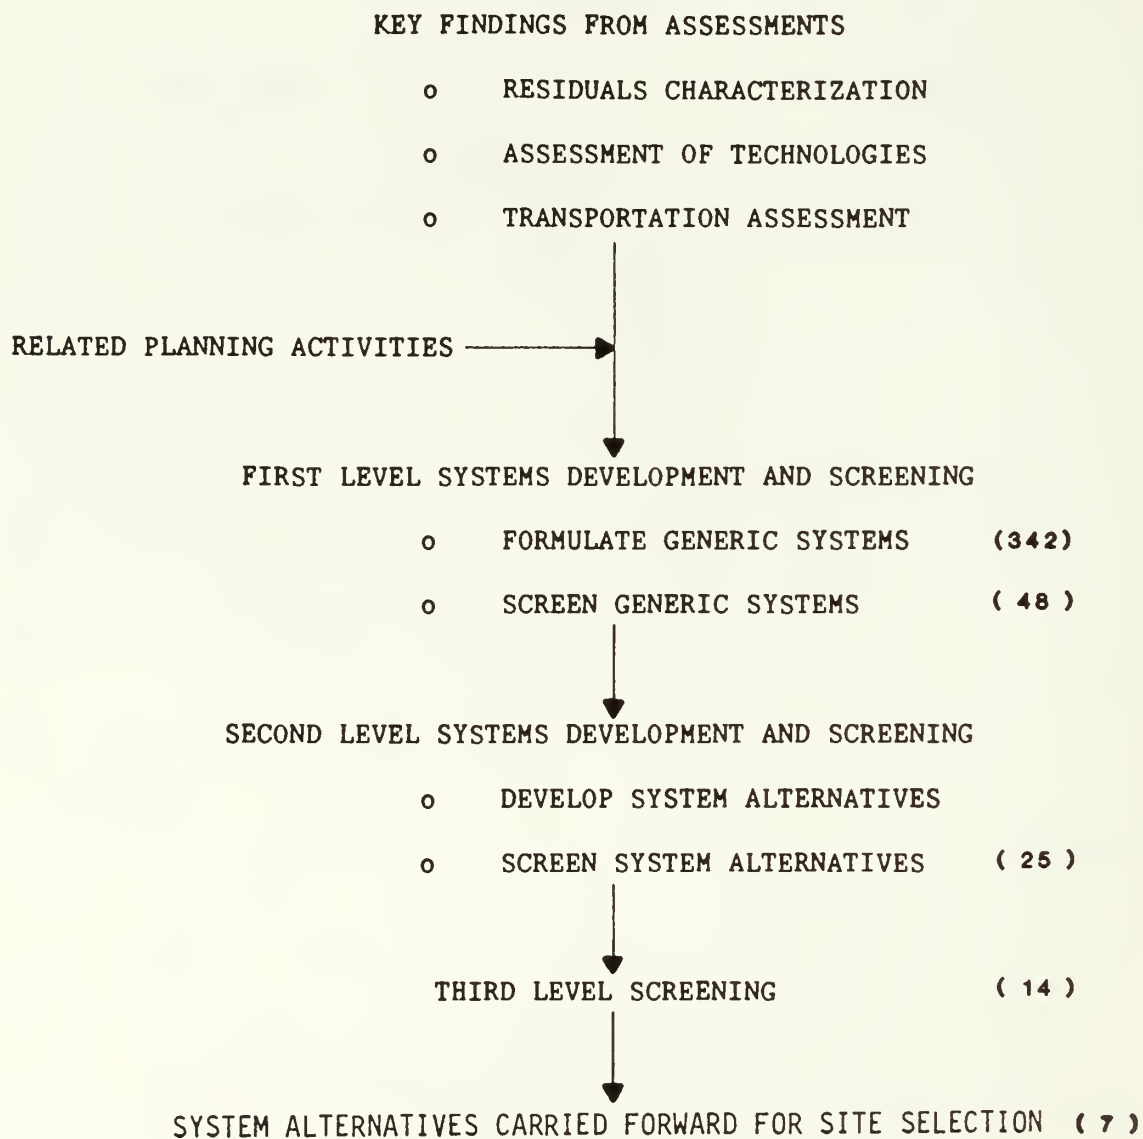 KEY FINDINGS FROM ASSESSMENTS
o RESIDUALS CHARACTERIZATION
o ASSESSMENT OF TECHNOLOGIES
o TRANSPORTATION ASSESSMENT
RELATED PLANNING ACTIVITIES
FIRST LEVEL SYSTEMS DEVELOPMENT AND SCREENING
o FORMULATE GENERIC SYSTEMS (342)
o SCREEN GENERIC SYSTEMS ( 48 )
SECOND LEVEL SYSTEMS DEVELOPMENT AND SCREENING
o DEVELOP SYSTEM ALTERNATIVES
o SCREEN SYSTEM ALTERNATIVES ( 25 )
THIRD LEVEL SCREENING ( 14 )
SYSTEM ALTERNATIVES CARRIED FORWARD FOR SITE SELECTION ( 7 )